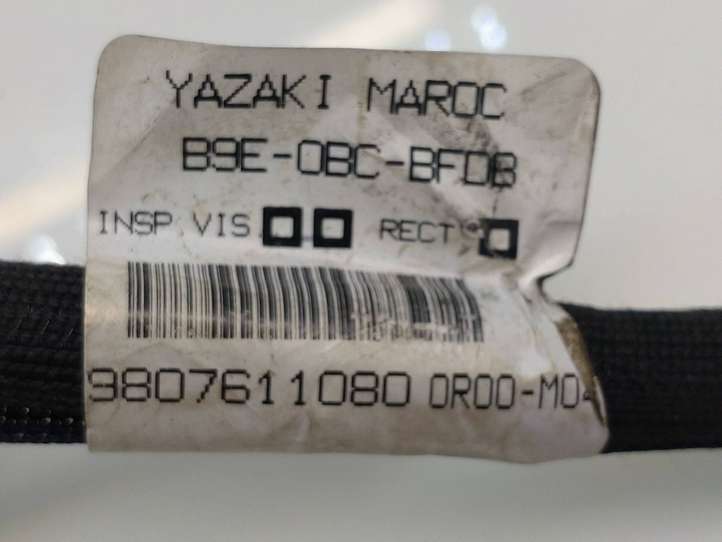 YAZAKI MAROC
B9E-0BC-BFDB
INSP.VIS RECT
9807611080 0R00-M04